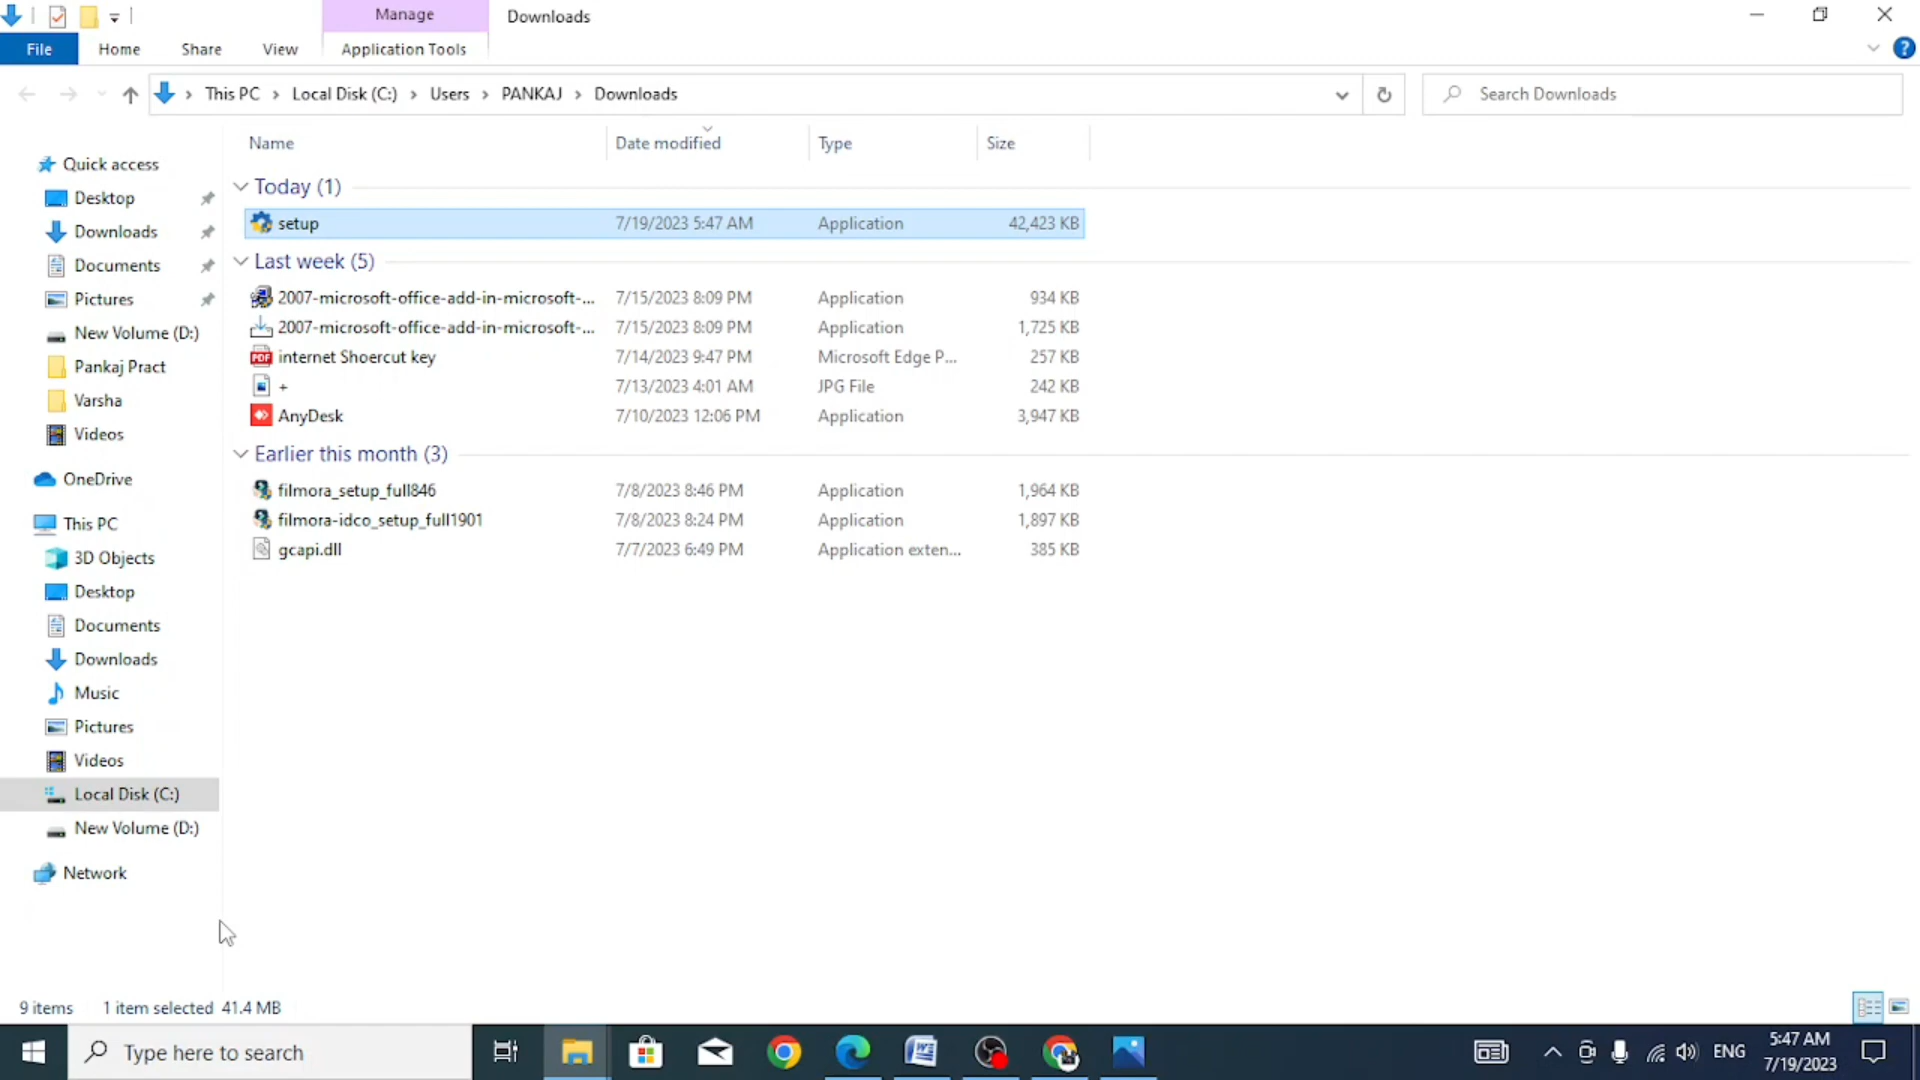 Manage
Downloads
File Home Share View Application Tools
This PC Local Disk (C:) Users PANKAJ Downloads
Search Downloads
Name Date modified Type Size
Quick access
Desktop
Downloads
Documents
Pictures
New Volume (D:)
Pankaj Pract
Varsha
Videos
OneDrive
This PC
3D Objects
Desktop
Documents
Downloads
Music
Pictures
Videos
Local Disk (C:)
New Volume (D:)
Network
Today (1)
setup 7/19/2023 5:47 AM Application 42,423 KB
Last week (5)
2007-microsoft-office-add-in-microsoft-... 7/15/2023 8:09 PM Application 934 KB
2007-microsoft-office-add-in-microsoft-... 7/15/2023 8:09 PM Application 1,725 KB
internet Shoercut key 7/14/2023 9:47 PM Microsoft Edge P... 257 KB
+ 7/13/2023 4:01 AM JPG File 242 KB
AnyDesk 7/10/2023 12:06 PM Application 3,947 KB
Earlier this month (3)
filmora_setup_full846 7/8/2023 8:46 PM Application 1,964 KB
filmora-idco_setup_full1901 7/8/2023 8:24 PM Application 1,897 KB
gcapi.dll 7/7/2023 6:49 PM Application exten... 385 KB
9 items 1 item selected 41.4 MB
Type here to search
ENG
5:47 AM
7/19/2023